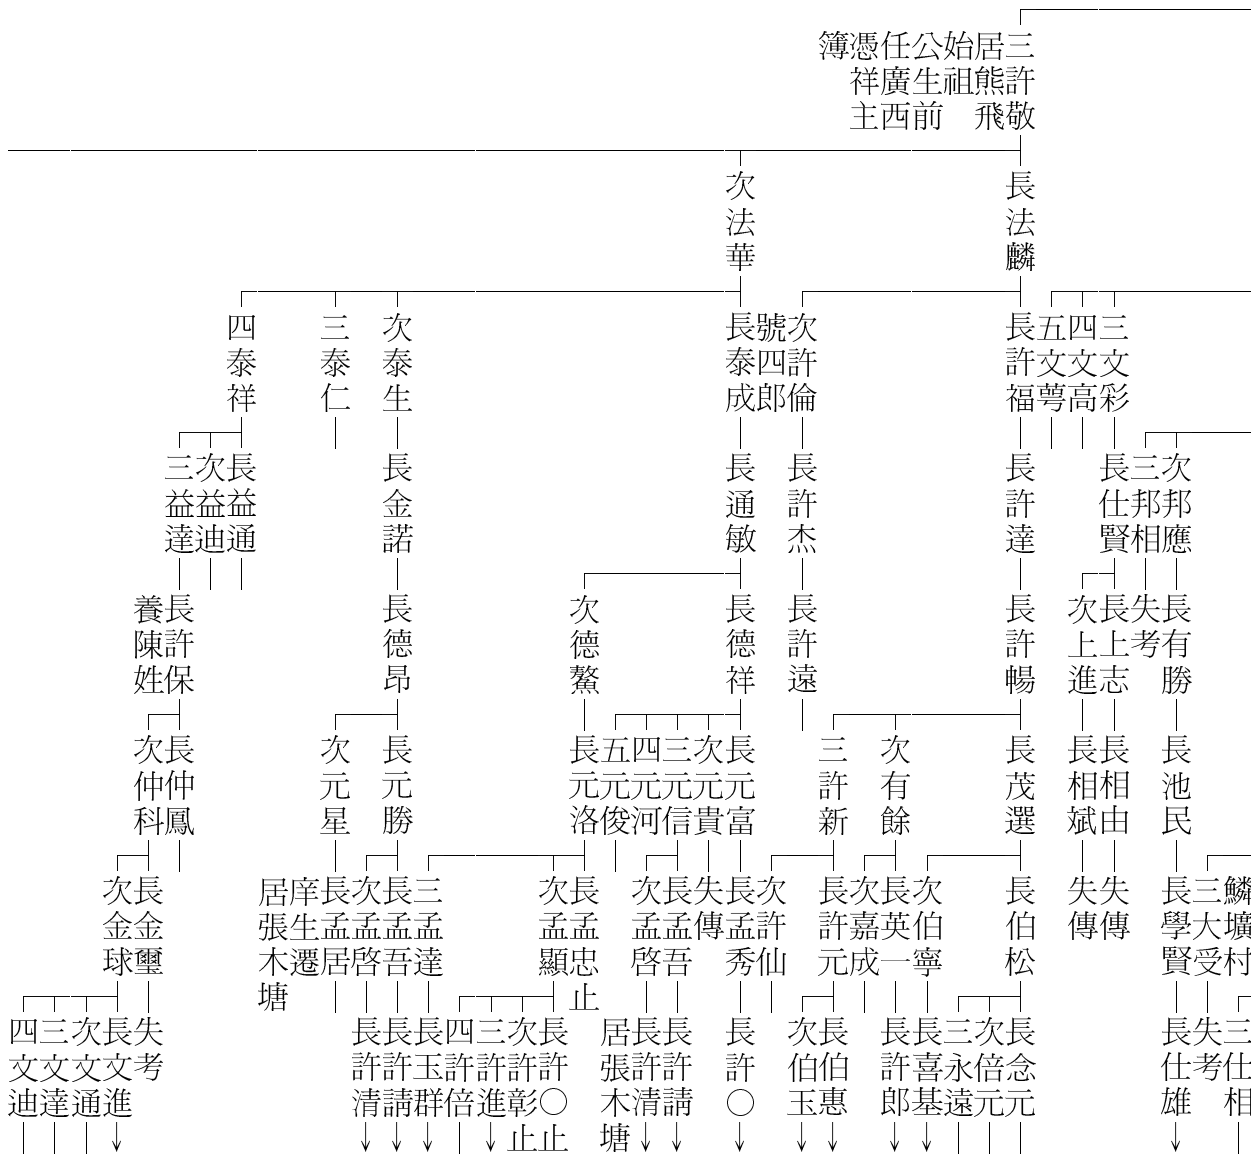 三許敬
居熊飛
始祖
公生前
任廣西
憑祥主
簿
長法麟
次法華
三文彩
四文高
五文蕚
長許福
次許倫
號四郎
長泰成
次泰生
三泰仁
四泰祥
次邦應
三邦相
長仕賢
長許達
長許杰
長通敏
長金諾
長益通
次益迪
三益達
長有勝
失考
長上志
次上進
長許暢
長許遠
長德祥
次德鰲
長德昂
長許保
養陳姓
長池民
長相由
長相斌
長茂選
次有餘
三許新
長元富
次元貴
三元信
四元河
五元俊
長元洛
長元勝
次元星
長仲鳳
次仲科
鱗壙村
三大受
長學賢
失傳
失傳
長伯松
次伯寧
長英一
次嘉成
長許元
次許仙
長孟秀
失傳
長孟吾
次孟啓
長孟忠止
次孟顯
三孟達
長孟吾
次孟啓
長孟居
庠生遷
居張木塘
長金璽
次金球
三仕相
失考
長仕雄
長念元
次倍元
三永遠
長喜基
長許郎
長伯惠
次伯玉
長許〇
長許請
長許清
居張木塘
長許〇止
次許彰止
三許進
四許倍
長玉群
長許請
長許清
失考
長文進
次文通
三文達
四文迪